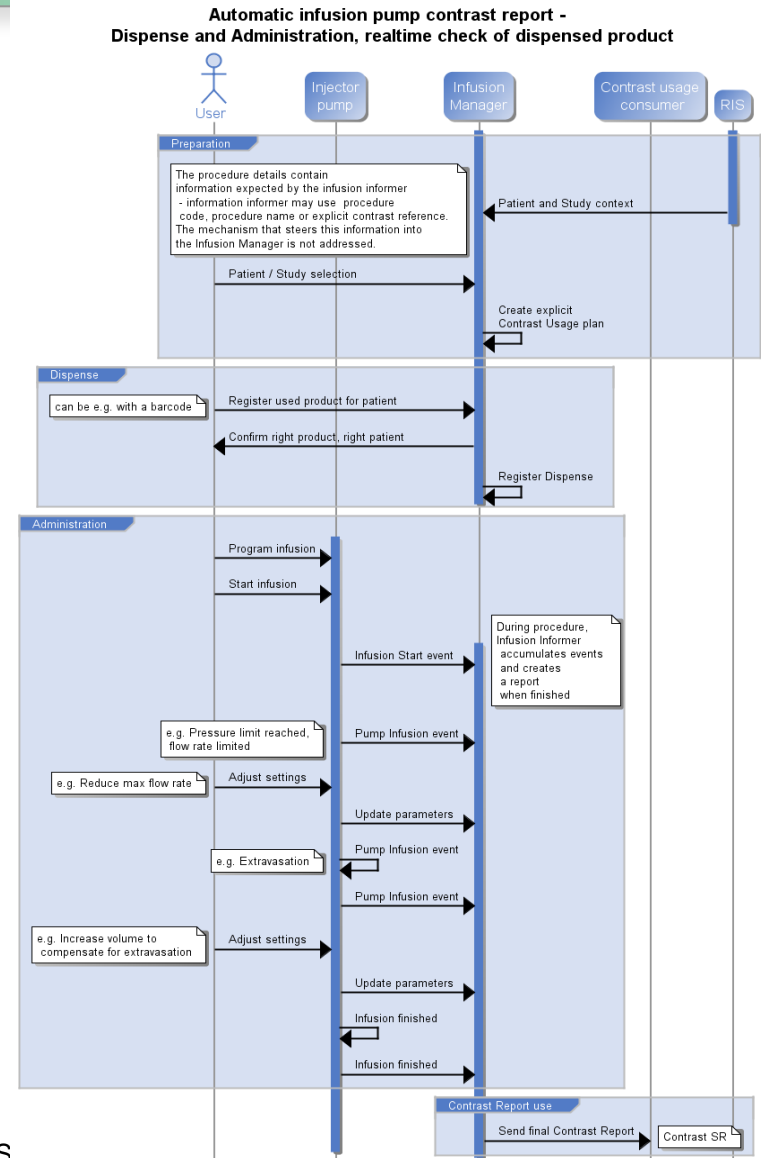 Automatic infusion pump contrast report -
Dispense and Administration, realtime check of dispensed product
User
Injector
pump
Infusion
Manager
Contrast usage
consumer
RIS
Preparation
The procedure details contain
information expected by the infusion informer
- information informer may use procedure
code, procedure name or explicit contrast reference.
The mechanism that steers this information into
the Infusion Manager is not addressed.
Patient and Study context
Patient / Study selection
Create explicit
Contrast Usage plan
Dispense
can be e.g. with a barcode
Register used product for patient
Confirm right product, right patient
Register Dispense
Administration
Program infusion
Start infusion
During procedure,
Infusion Informer
accumulates events
and creates
a report
when finished
Infusion Start event
e.g. Pressure limit reached,
flow rate limited
Pump Infusion event
e.g. Reduce max flow rate
Adjust settings
Update parameters
Pump Infusion event
e.g. Extravasation
Pump Infusion event
e.g. Increase volume to
compensate for extravasation
Adjust settings
Update parameters
Infusion finished
Infusion finished
Contrast Report use
Send final Contrast Report
Contrast SR
s